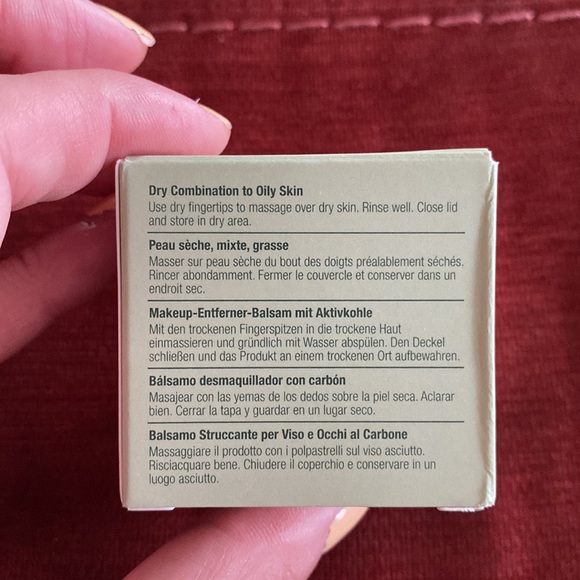 Dry Combination to Oily Skin
Use dry fingertips to massage over dry skin. Rinse well. Close lid
and store in dry area.
Peau sèche, mixte, grasse
Masser sur peau sèche du bout des doigts préalablement séchés.
Rincer abondamment. Fermer le couvercle et conserver dans un
endroit sec.
Makeup-Entferner-Balsam mit Aktivkohle
Mit den trockenen Fingerspitzen in die trockene Haut
einmassieren und gründlich mit Wasser abspülen. Den Deckel
schließen und das Produkt an einem trockenen Ort aufbewahren.
Bálsamo desmaquillador con carbón
Masajear con las yemas de los dedos sobre la piel seca. Aclarar
bien. Cerrar la tapa y guardar en un lugar seco.
Balsamo Struccante per Viso e Occhi al Carbone
Massaggiare il prodotto con i polpastrelli sul viso asciutto.
Risciacquare bene. Chiudere il coperchio e conservare in un
luogo asciutto.